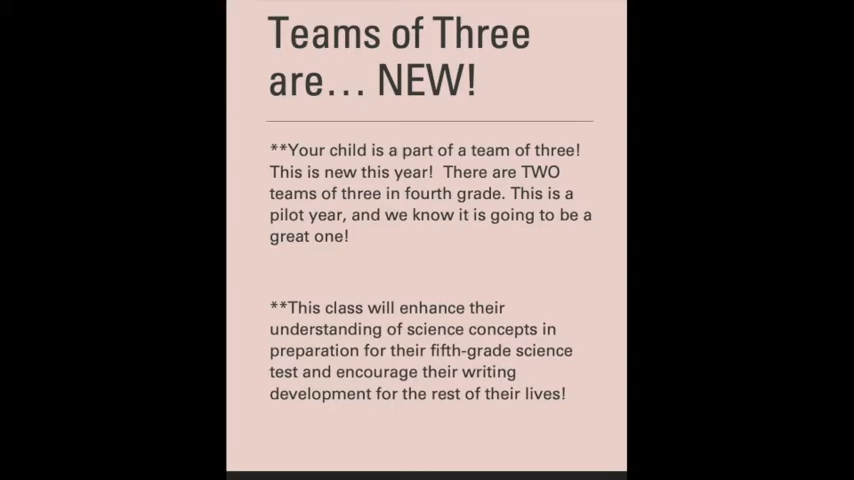 Teams of Three
are... NEW!
**Your child is a part of a team of three!
This is new this year!  There are TWO
teams of three in fourth grade. This is a
pilot year, and we know it is going to be a
great one!
**This class will enhance their
understanding of science concepts in
preparation for their fifth-grade science
test and encourage their writing
development for the rest of their lives!